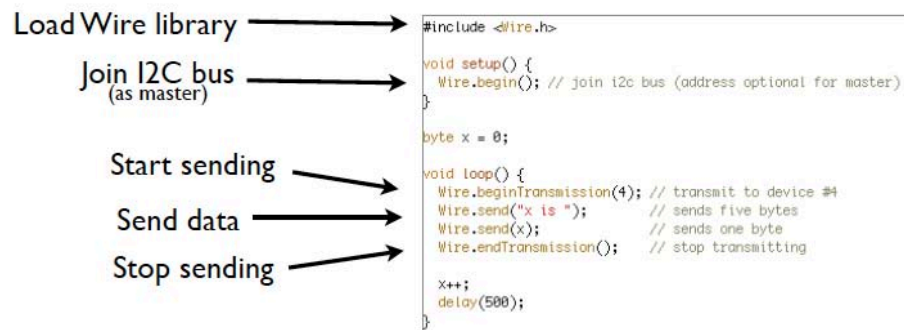 Load Wire library
Join I2C bus
(as master)
Start sending
Send data
Stop sending
#include <Wire.h>
void setup() {
Wire.begin(); // join i2c bus (address optional for master)
}
byte x = 0;
void loop() {
Wire.beginTransmission(4); // transmit to device #4
Wire.send("x is "); // sends five bytes
Wire.send(x); // sends one byte
Wire.endTransmission(); // stop transmitting
x++;
delay(500);
}